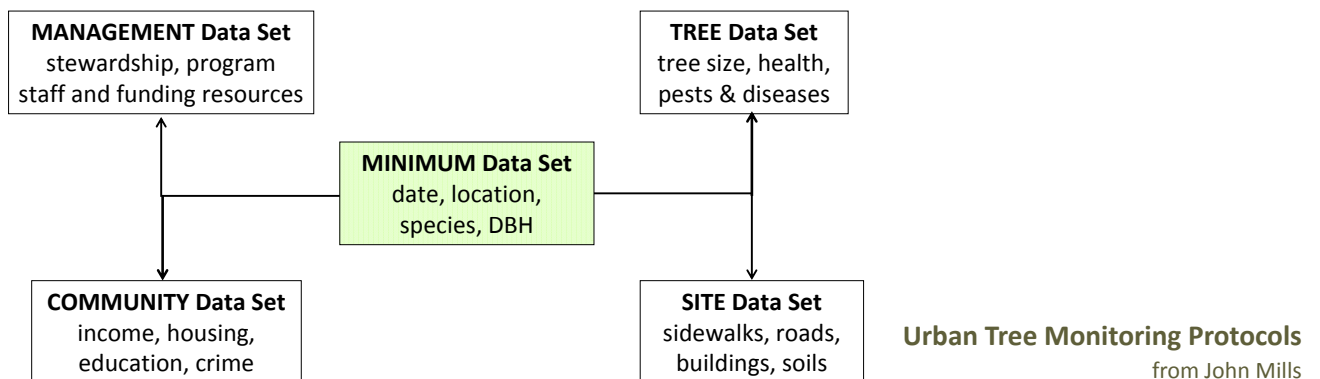 MANAGEMENT Data Set
stewardship, program
staff and funding resources
TREE Data Set
tree size, health,
pests & diseases
MINIMUM Data Set
date, location,
species, DBH
COMMUNITY Data Set
income, housing,
education, crime
SITE Data Set
sidewalks, roads,
buildings, soils
Urban Tree Monitoring Protocols
from John Mills